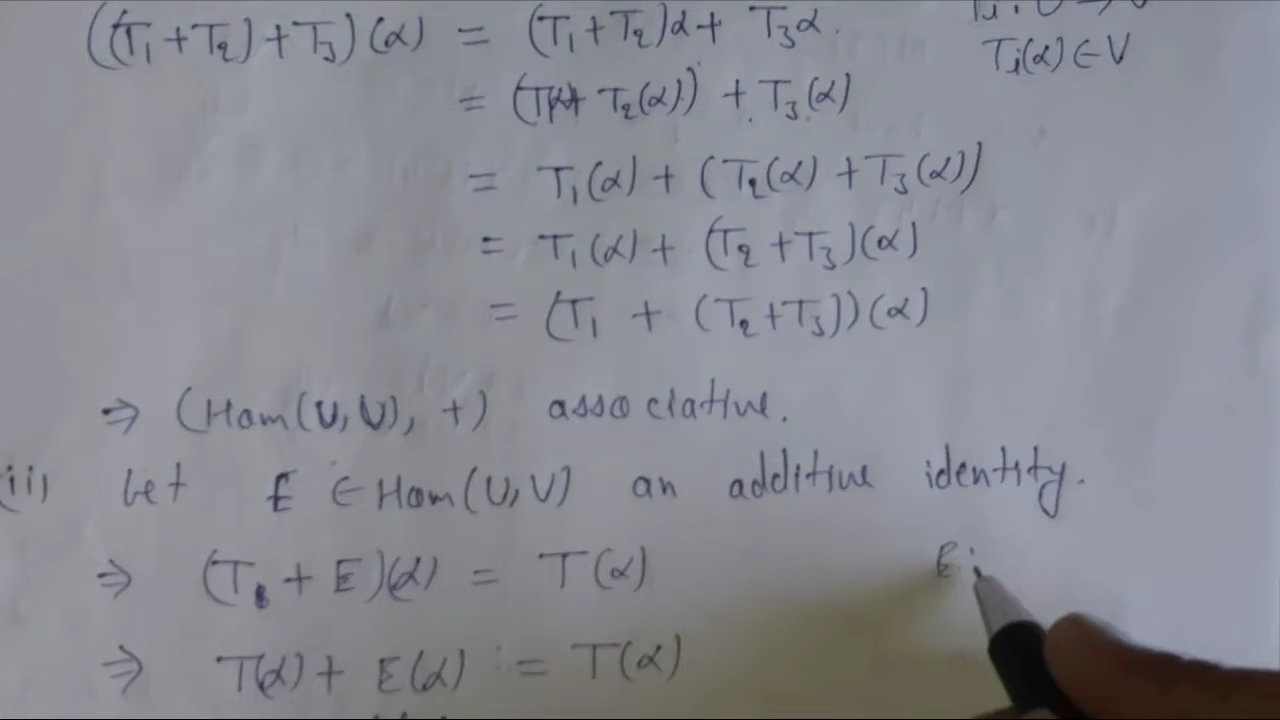 ((T₁+T₂)+T₃)(α) = (T₁+T₂)α + T₃α.
Tᵢ(α) ∈ V
= (T₁(α)+ T₂(α)) + T₃(α)
= T₁(α) + (T₂(α) + T₃(α))
= T₁(α) + (T₂ + T₃)(α)
= (T₁ + (T₂+T₃))(α)
⇒ (Hom(U,V), +) associative.
(ii) Let E ∈ Hom(U,V) an additive identity.
⇒ (T + E)(α) = T(α)
E :
⇒ T(α) + E(α) = T(α)